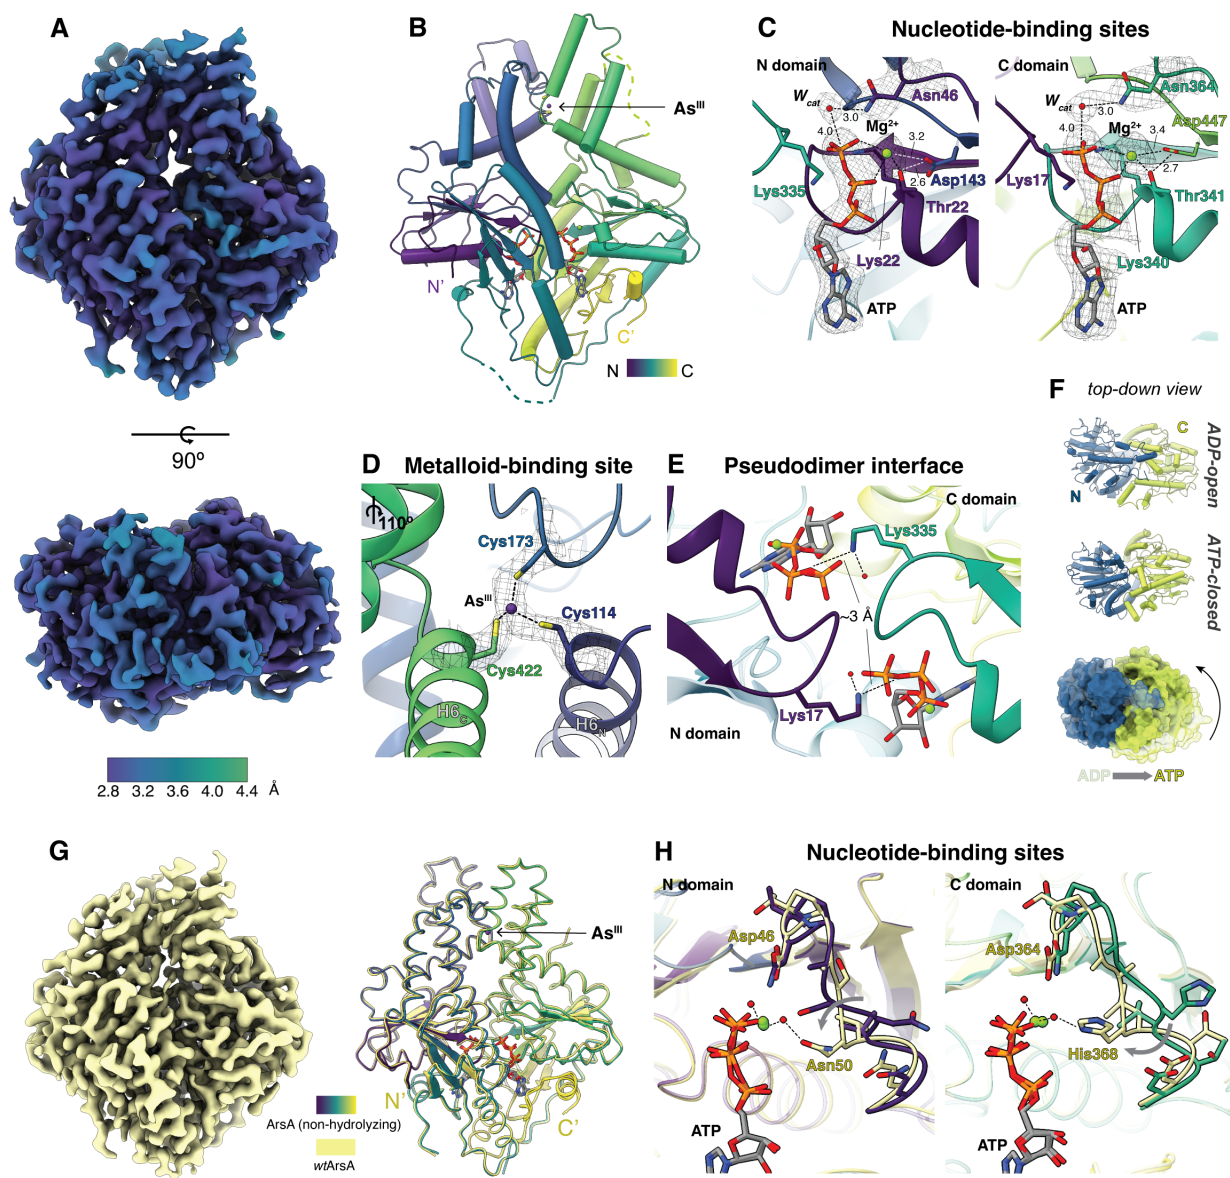 A
90º
2.8 3.2 3.6 4.0 4.4 Å
B
As^III
N'
C'
N C
C Nucleotide-binding sites
N domain
W_cat
3.0
4.0
Asn46
Mg²⁺
3.2
Lys335
2.6
Asp143
Thr22
Lys22
ATP
C domain
W_cat
3.0
4.0
Asn364
Asp447
Mg²⁺
3.4
2.7
Lys17
Thr341
Lys340
ATP
D Metalloid-binding site
110º
Cys173
As^III
Cys114
Cys422
H6_C
H6_N
E Pseudodimer interface
C domain
Lys335
~3 Å
Lys17
N domain
F top-down view
C
N
ADP-open
ATP-closed
ADP ATP
G
As^III
N'
C'
ArsA (non-hydrolyzing)
wtArsA
H Nucleotide-binding sites
N domain
Asp46
Asn50
ATP
C domain
Asp364
His368
ATP